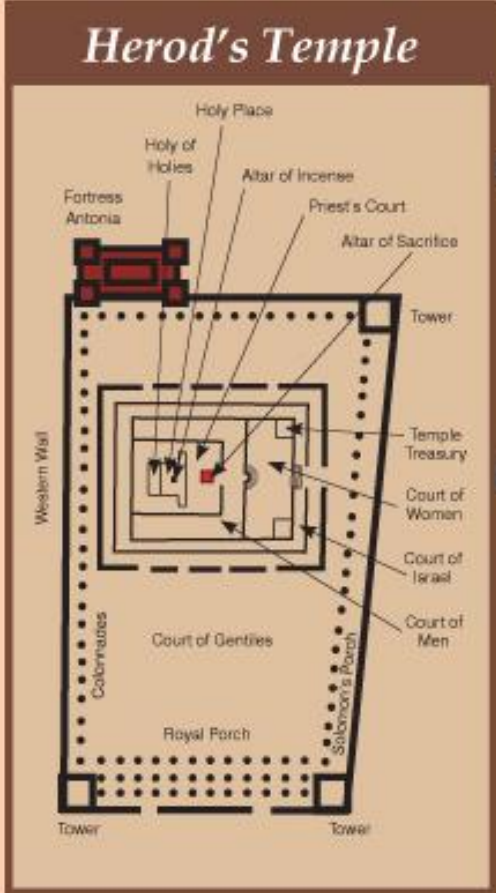 Herod's Temple
Holy Place
Holy of
Holies
Altar of Incense
Fortress
Antonia
Priest's Court
Altar of Sacrifice
Tower
Western Wall
Temple
Treasury
Court of
Women
Court of
Israel
Court of
Men
Colonnades
Court of Gentiles
Solomon's Porch
Royal Porch
Tower
Tower